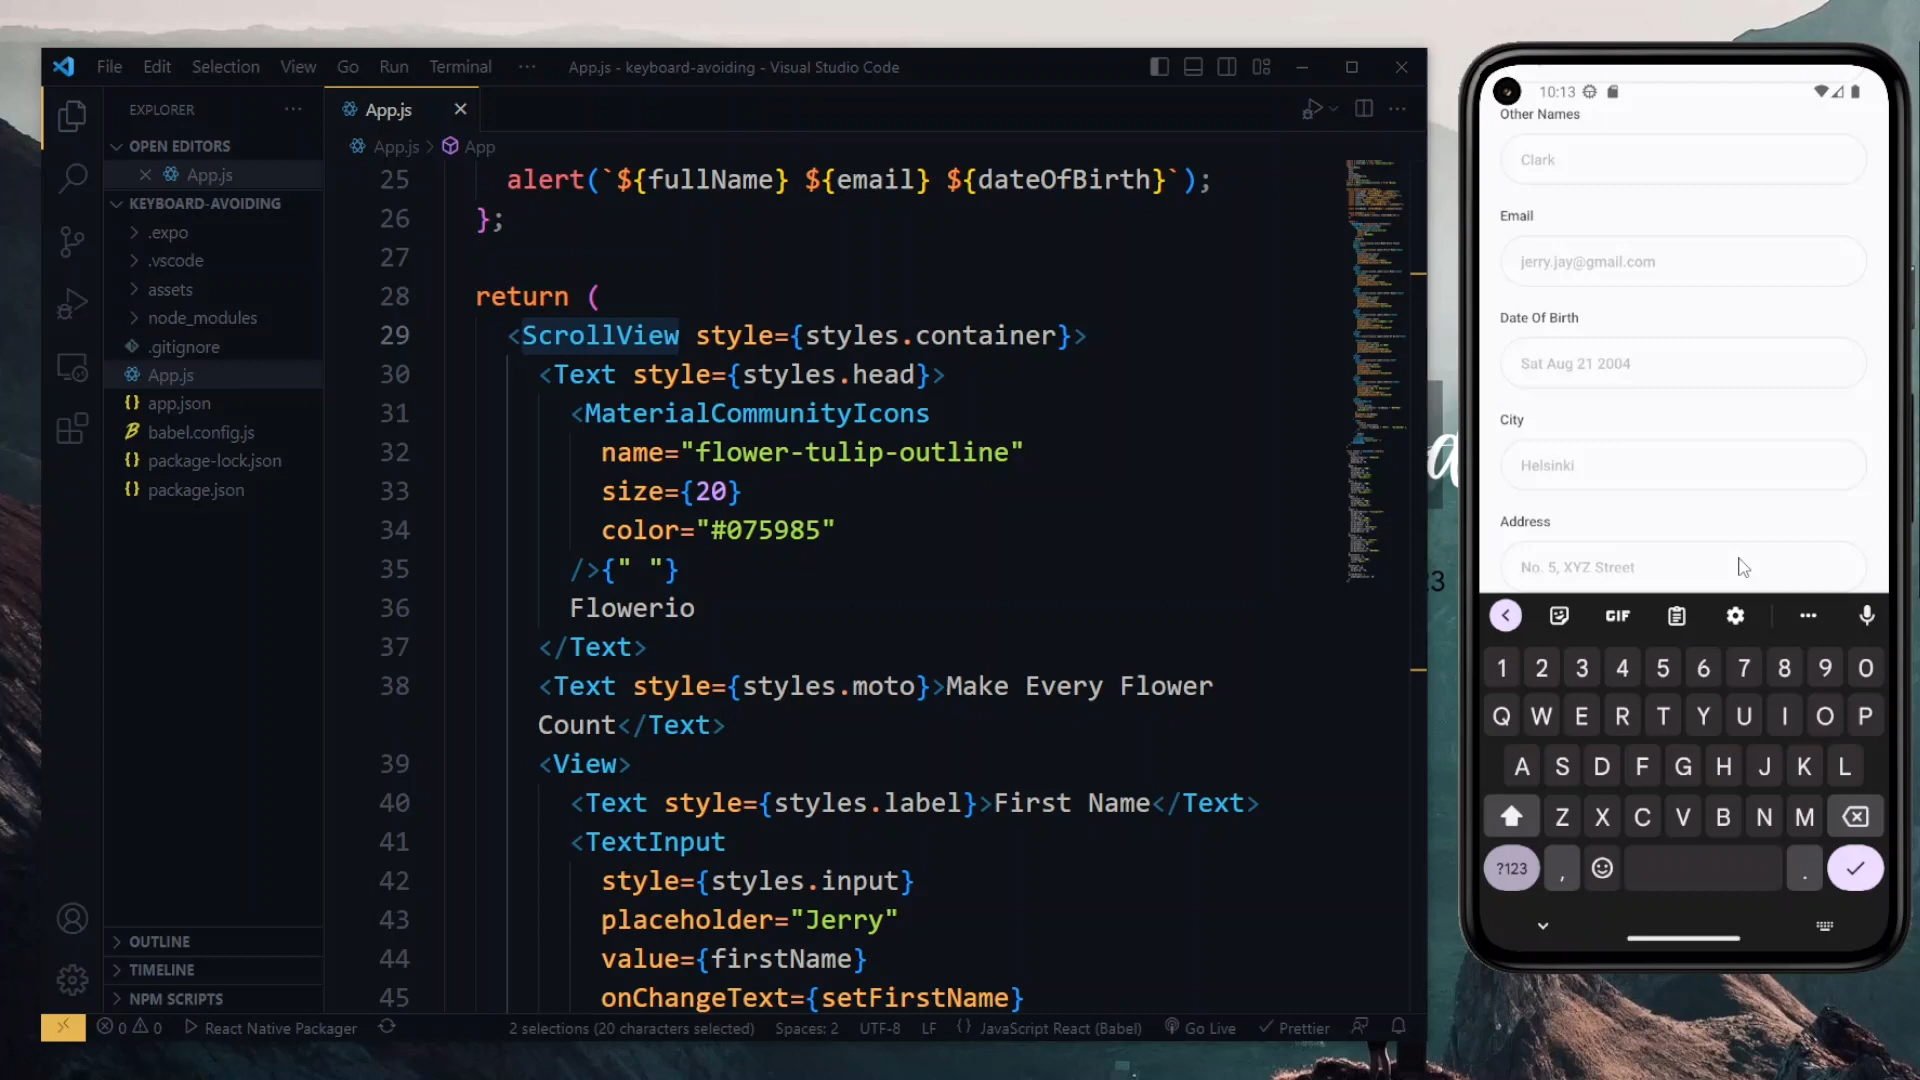 File Edit Selection View Go Run Terminal ··· App.js - keyboard-avoiding - Visual Studio Code
EXPLORER ···
OPEN EDITORS
App.js
KEYBOARD-AVOIDING
.expo
.vscode
assets
node_modules
.gitignore
App.js
app.json
babel.config.js
package-lock.json
package.json
OUTLINE
TIMELINE
NPM SCRIPTS
App.js
App.js > App
25 alert(`${fullName} ${email} ${dateOfBirth}`);
26 };
27
28 return (
29 <ScrollView style={styles.container}>
30 <Text style={styles.head}>
31 <MaterialCommunityIcons
32 name="flower-tulip-outline"
33 size={20}
34 color="#075985"
35 />{" "}
36 Flowerio
37 </Text>
38 <Text style={styles.moto}>Make Every Flower
Count</Text>
39 <View>
40 <Text style={styles.label}>First Name</Text>
41 <TextInput
42 style={styles.input}
43 placeholder="Jerry"
44 value={firstName}
45 onChangeText={setFirstName}
0 0 React Native Packager 2 selections (20 characters selected) Spaces: 2 UTF-8 LF {} JavaScript React (Babel) Go Live Prettier
10:13
Other Names
Clark
Email
jerry.jay@gmail.com
Date Of Birth
Sat Aug 21 2004
City
Helsinki
Address
No. 5, XYZ Street
GIF ···
1 2 3 4 5 6 7 8 9 0
Q W E R T Y U I O P
A S D F G H J K L
Z X C V B N M
?123 , .